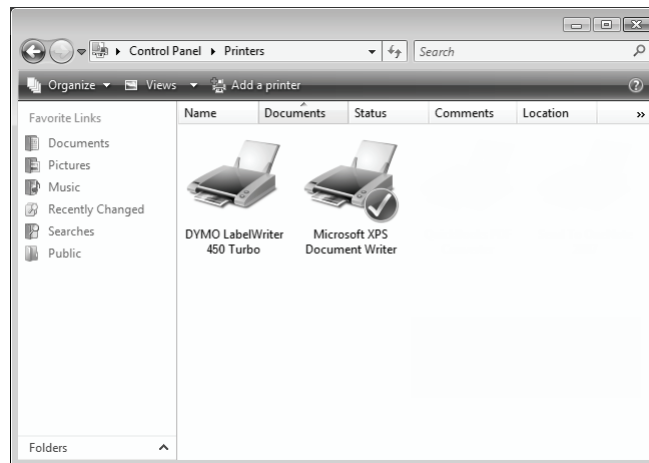 Control Panel Printers Search
Organize Views Add a printer
Favorite Links Name Documents Status Comments Location »
Documents
Pictures
Music
Recently Changed
Searches
Public
DYMO LabelWriter
450 Turbo
Microsoft XPS
Document Writer
Folders